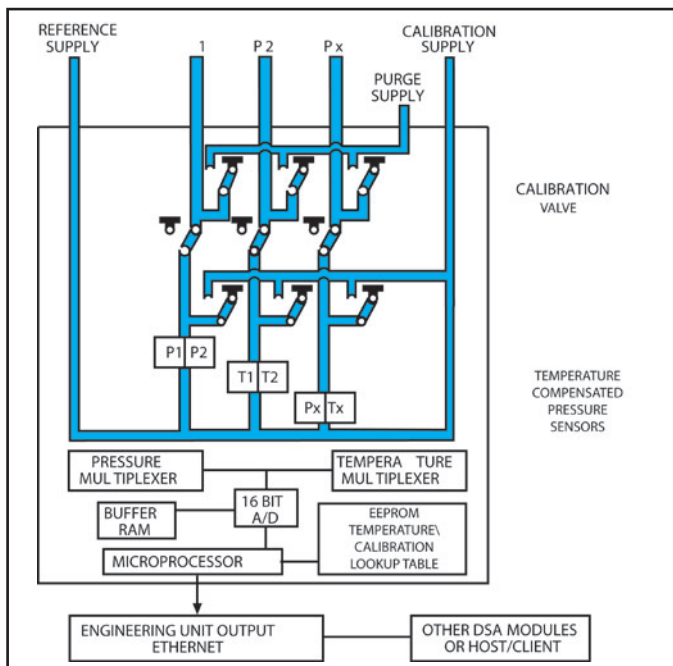 REFERENCE
SUPPLY
1
P 2
P x
CALIBRATION
SUPPLY
PURGE
SUPPLY
CALIBRATION
VALVE
P1 P2
T1 T2
Px Tx
TEMPERATURE
COMPENSATED
PRESSURE
SENSORS
PRESSURE
MUL TIPLEXER
TEMPERA TURE
MUL TIPLEXER
BUFFER
RAM
16 BIT
A/D
EEPROM
TEMPERATURE\
CALIBRATION
LOOKUP TABLE
MICROPROCESSOR
ENGINEERING UNIT OUTPUT
ETHERNET
OTHER DSA MODULES
OR HOST/CLIENT